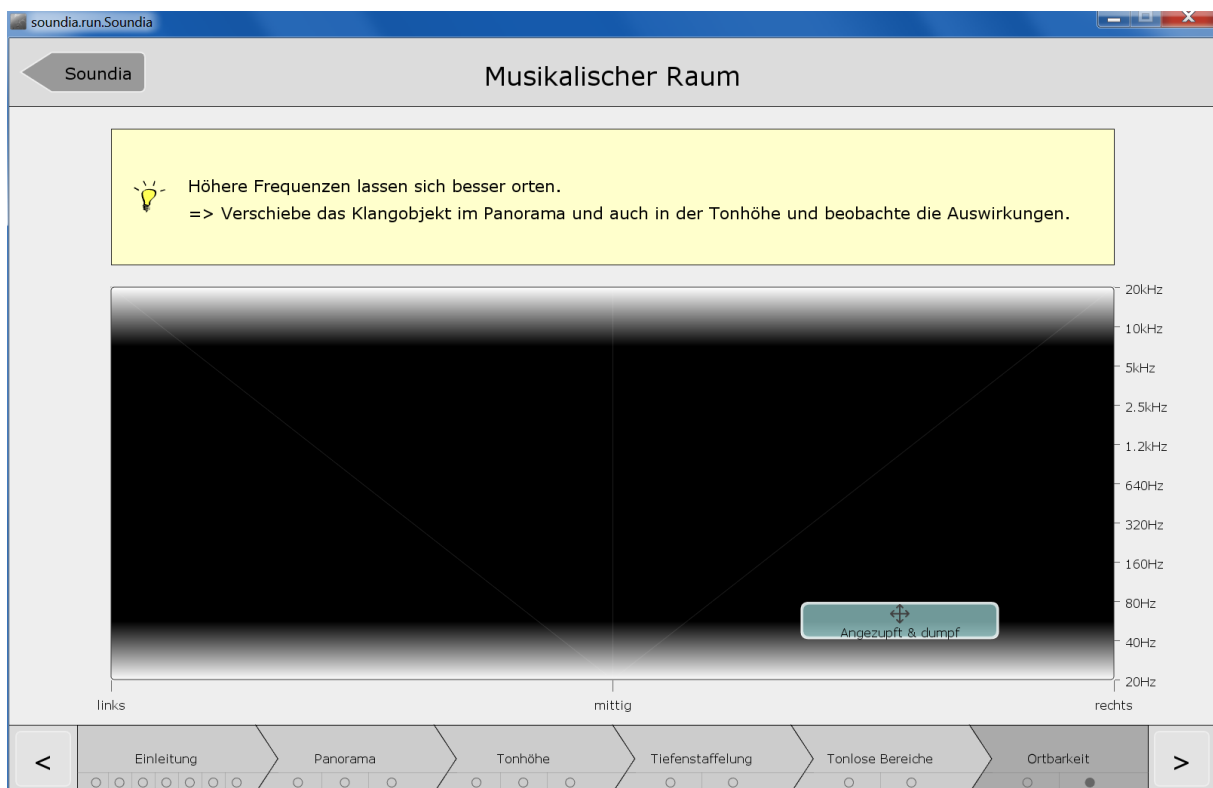 soundia.run.Soundia
Soundia
Musikalischer Raum
Höhere Frequenzen lassen sich besser orten.
=> Verschiebe das Klangobjekt im Panorama und auch in der Tonhöhe und beobachte die Auswirkungen.
20kHz
10kHz
5kHz
2.5kHz
1.2kHz
640Hz
320Hz
160Hz
80Hz
Angezupft & dumpf
40Hz
20Hz
links mittig rechts
< Einleitung Panorama Tonhöhe Tiefenstaffelung Tonlose Bereiche Ortbarkeit >